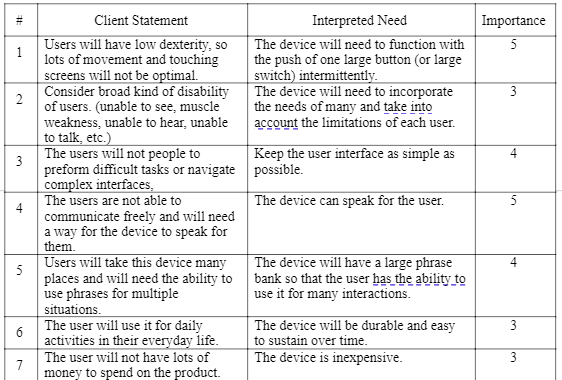 # Client Statement Interpreted Need Importance
1 Users will have low dexterity, so The device will need to function with 5
lots of movement and touching the push of one large button (or large
screens will not be optimal. switch) intermittently.
2 Consider broad kind of disability The device will need to incorporate 3
of users. (unable to see, muscle the needs of many and take into
weakness, unable to hear, unable account the limitations of each user.
to talk, etc.)
3 The users will not people to Keep the user interface as simple as 4
preform difficult tasks or navigate possible.
complex interfaces,
4 The users are not able to The device can speak for the user. 5
communicate freely and will need
a way for the device to speak for
them.
5 Users will take this device many The device will have a large phrase 4
places and will need the ability to bank so that the user has the ability to
use phrases for multiple use it for many interactions.
situations.
6 The user will use it for daily The device will be durable and easy 3
activities in their everyday life. to sustain over time.
7 The user will not have lots of The device is inexpensive. 3
money to spend on the product.